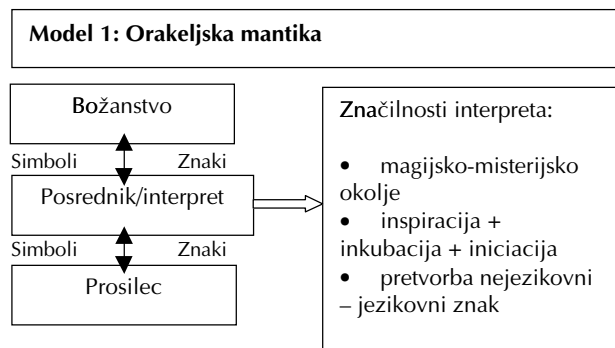 Model 1: Orakeljska mantika
Božanstvo
Simboli Znaki
Posrednik/interpret
Simboli Znaki
Prosilec
Značilnosti interpreta:
• magijsko-misterijsko
okolje
• inspiracija +
inkubacija + iniciacija
• pretvorba nejezikovni
– jezikovni znak